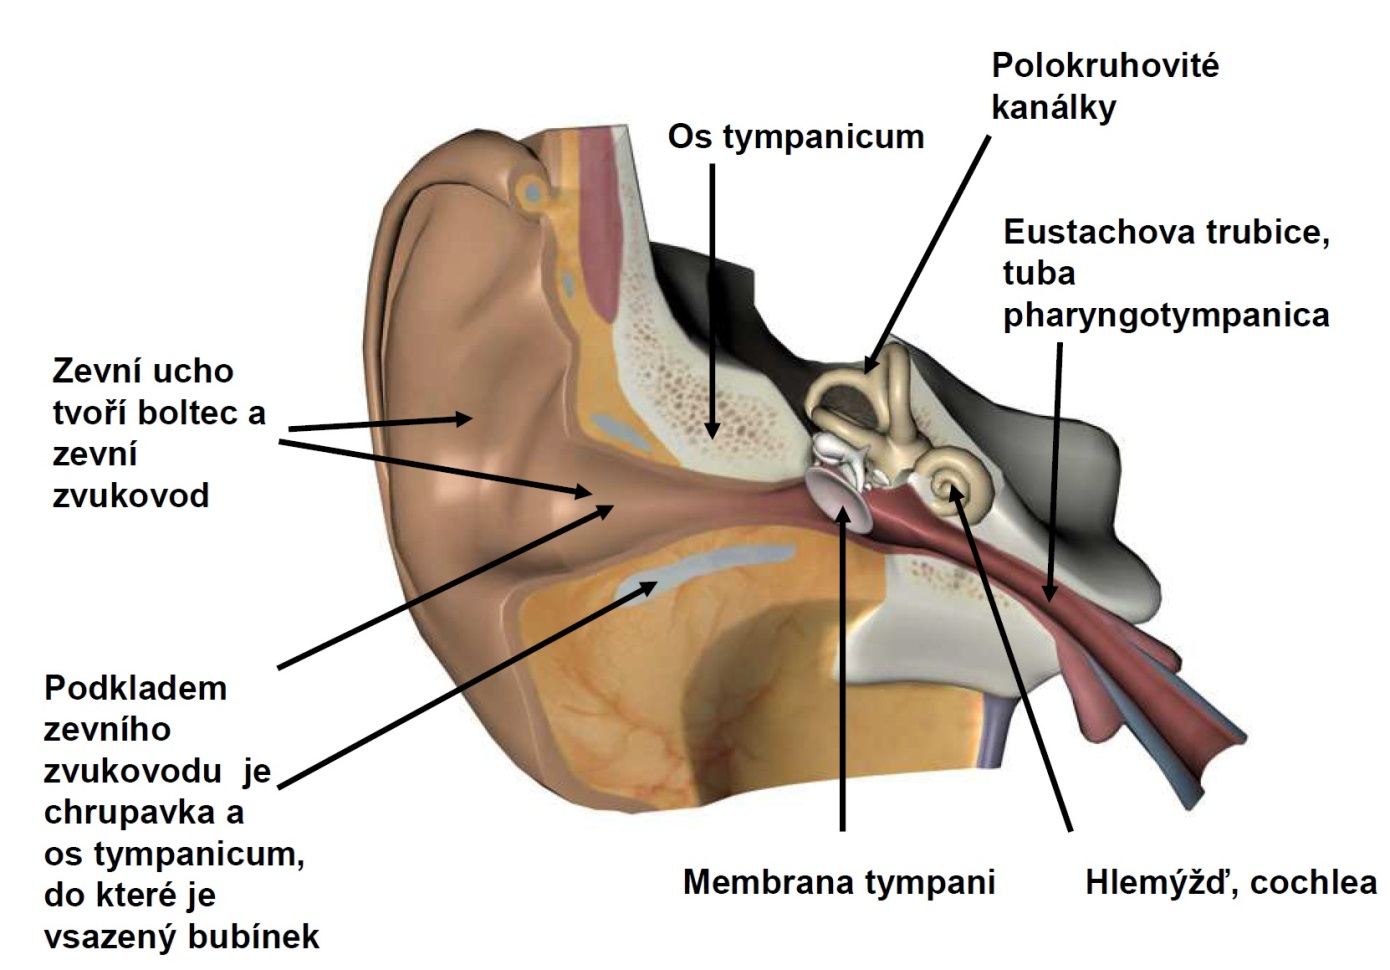 Polokruhovité
kanálky
Os tympanicum
Eustachova trubice,
tuba
pharyngotympanica
Zevní ucho
tvoří boltec a
zevní
zvukovod
Podkladem
zevního
zvukovodu  je
chrupavka a
os tympanicum,
do které je
vsazený bubínek
Membrana tympani
Hlemýžď, cochlea